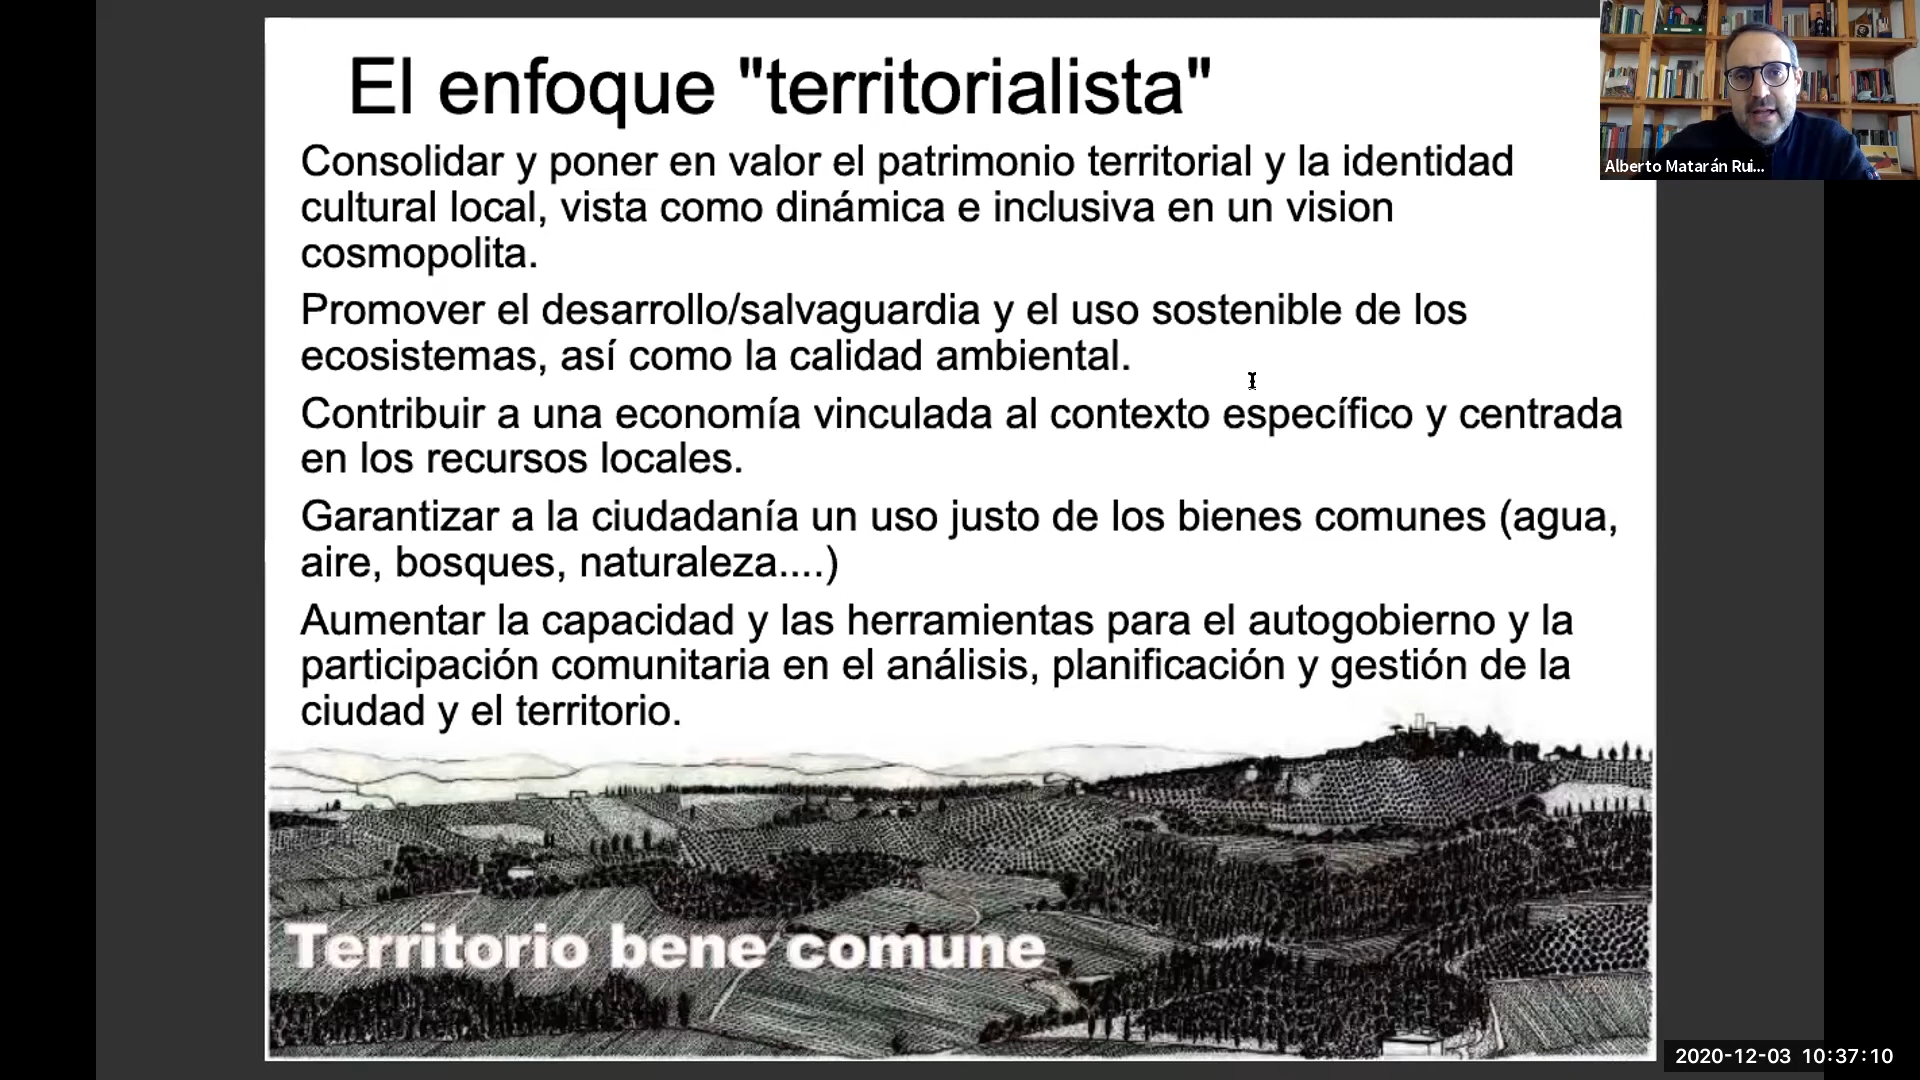 El enfoque "territorialista"
Consolidar y poner en valor el patrimonio territorial y la identidad
cultural local, vista como dinámica e inclusiva en un vision
cosmopolita.
Promover el desarrollo/salvaguardia y el uso sostenible de los
ecosistemas, así como la calidad ambiental.
Contribuir a una economía vinculada al contexto específico y centrada
en los recursos locales.
Garantizar a la ciudadanía un uso justo de los bienes comunes (agua,
aire, bosques, naturaleza....)
Aumentar la capacidad y las herramientas para el autogobierno y la
participación comunitaria en el análisis, planificación y gestión de la
ciudad y el territorio.
Territorio bene comune
Alberto Matarán Rui...
2020-12-03 10:37:10